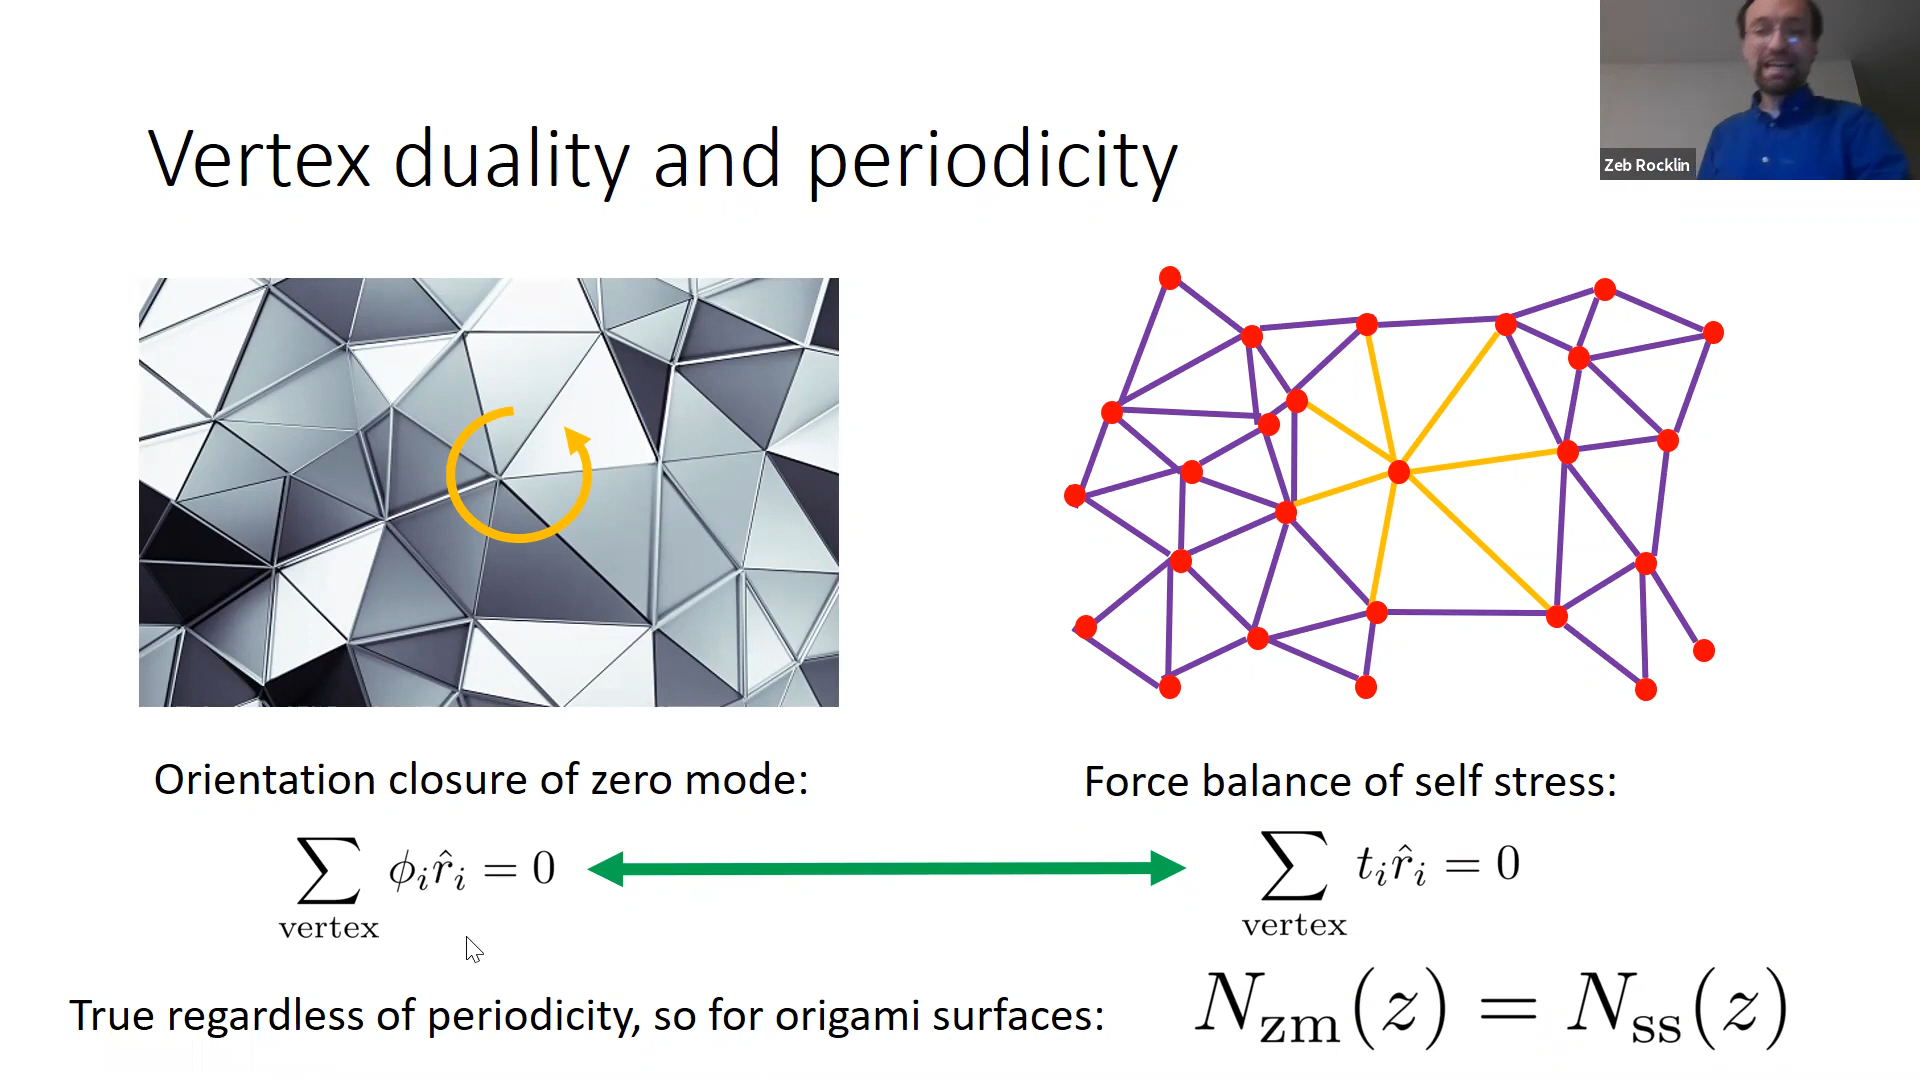 Vertex duality and periodicity
Zeb Rocklin
Orientation closure of zero mode:
Force balance of self stress:
∑ ϕᵢr̂ᵢ = 0
vertex
∑ tᵢr̂ᵢ = 0
vertex
True regardless of periodicity, so for origami surfaces:
N_zm(z) = N_ss(z)